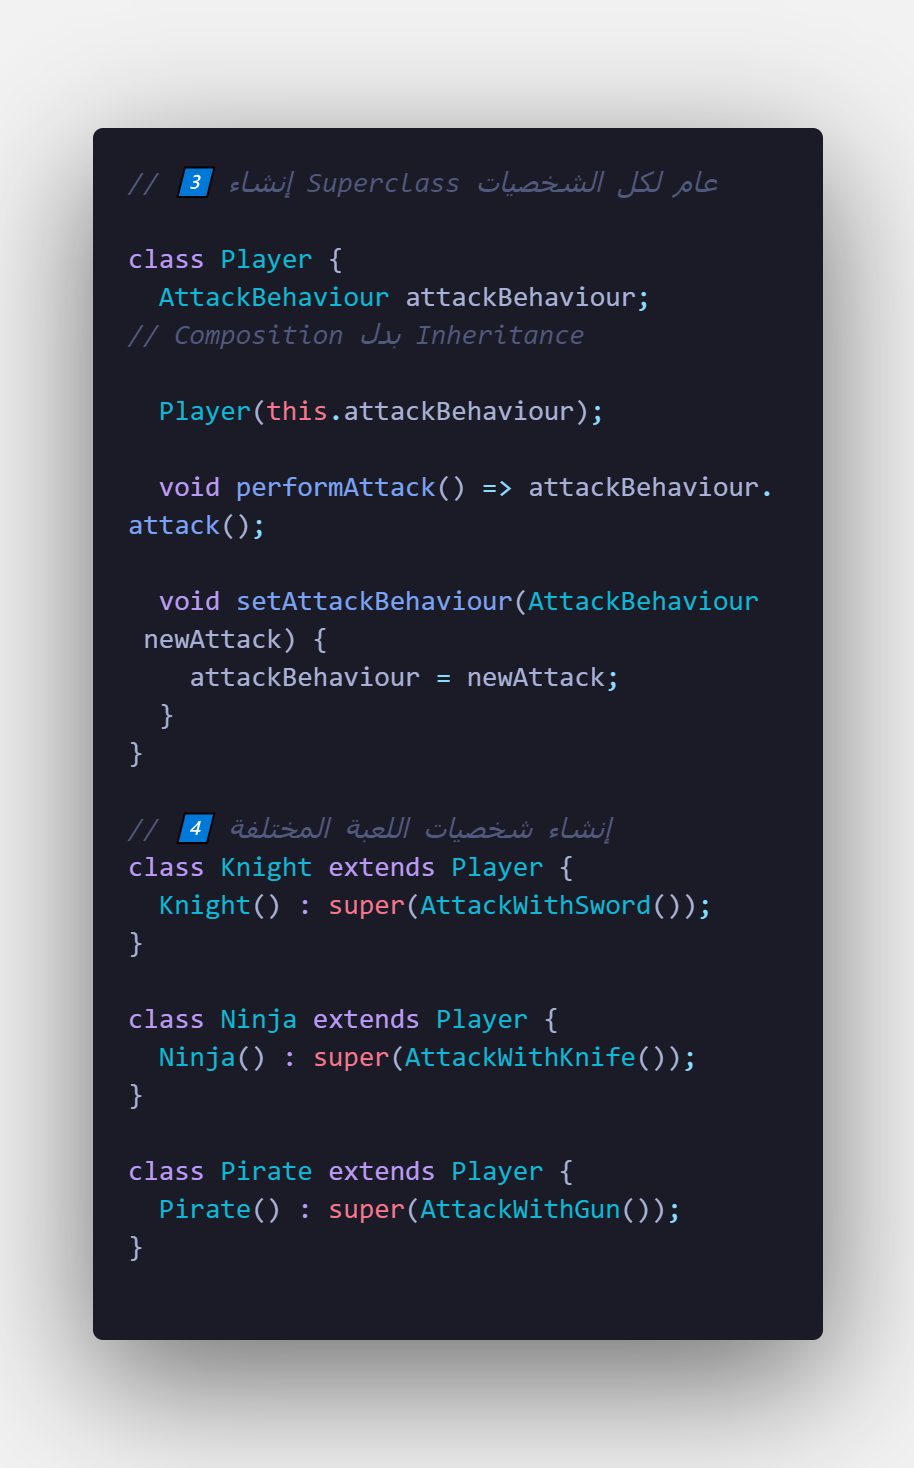 // 3️⃣ إنشاء Superclass عام لكل الشخصيات
class Player {
  AttackBehaviour attackBehaviour;
// Composition بدل Inheritance
  Player(this.attackBehaviour);
  void performAttack() => attackBehaviour.
attack();
  void setAttackBehaviour(AttackBehaviour
 newAttack) {
    attackBehaviour = newAttack;
  }
}
// 4️⃣ إنشاء شخصيات اللعبة المختلفة
class Knight extends Player {
  Knight() : super(AttackWithSword());
}
class Ninja extends Player {
  Ninja() : super(AttackWithKnife());
}
class Pirate extends Player {
  Pirate() : super(AttackWithGun());
}